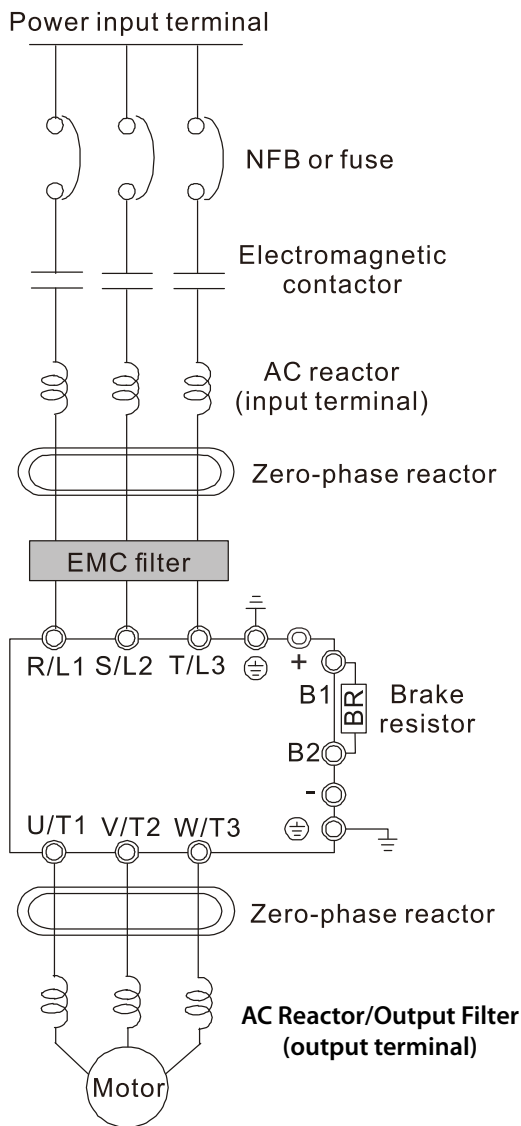 Power input terminal
NFB or fuse
Electromagnetic
contactor
AC reactor
(input terminal)
Zero-phase reactor
EMC filter
R/L1 S/L2 T/L3 +
B1
BR
Brake
resistor
B2
-
U/T1 V/T2 W/T3
Zero-phase reactor
AC Reactor/Output Filter
(output terminal)
Motor